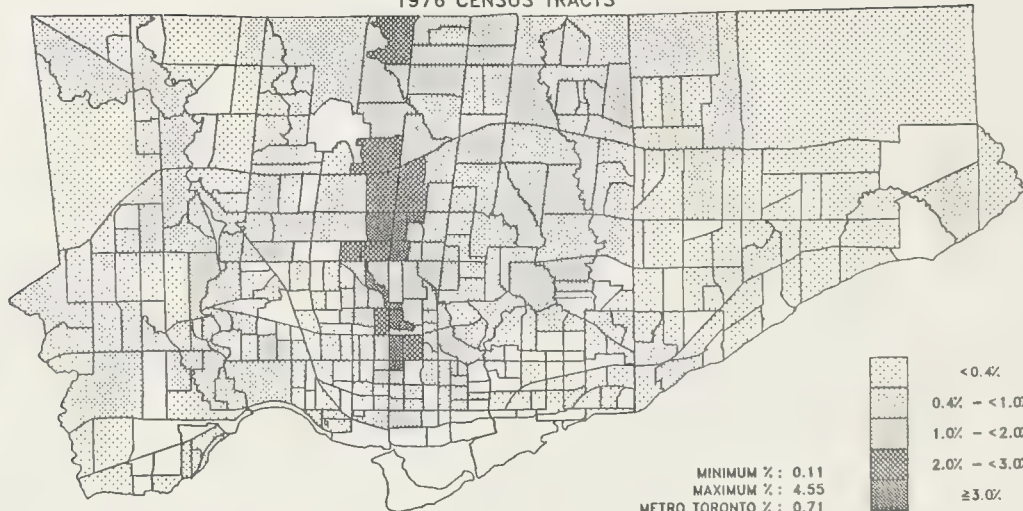 1976 CENSUS TRACTS
<0.4%
0.4% - <1.0%
1.0% - <2.0%
2.0% - <3.0%
≥3.0%
MINIMUM % : 0.11
MAXIMUM % : 4.55
METRO TORONTO % : 0.71